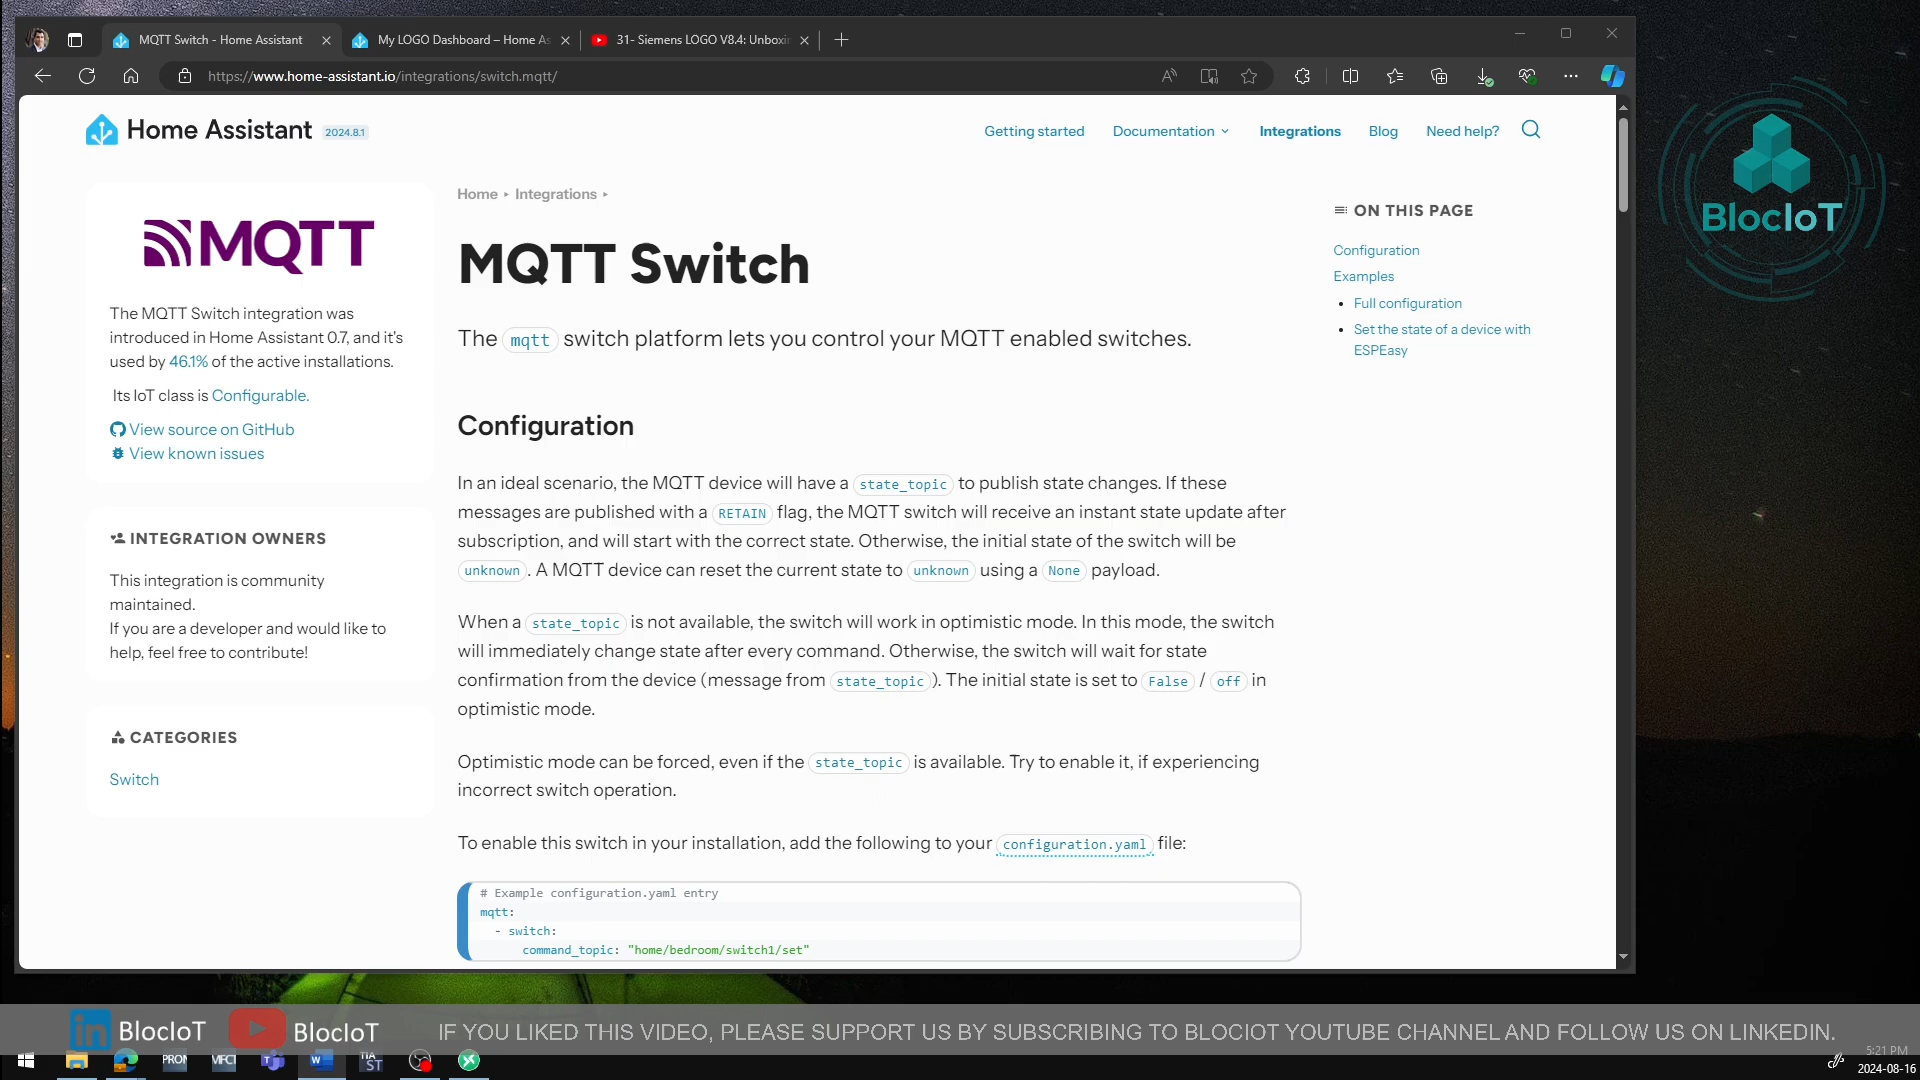 MQTT Switch - Home Assistant
My LOGO Dashboard – Home As
31- Siemens LOGO V8.4: Unboxin
https://www.home-assistant.io/integrations/switch.mqtt/
Home Assistant 2024.8.1
Getting started
Documentation
Integrations
Blog
Need help?
MQTT
The MQTT Switch integration was
introduced in Home Assistant 0.7, and it's
used by 46.1% of the active installations.
Its IoT class is Configurable.
View source on GitHub
View known issues
INTEGRATION OWNERS
This integration is community
maintained.
If you are a developer and would like to
help, feel free to contribute!
CATEGORIES
Switch
Home ▸ Integrations ▸
MQTT Switch
The mqtt switch platform lets you control your MQTT enabled switches.
Configuration
In an ideal scenario, the MQTT device will have a state_topic to publish state changes. If these
messages are published with a RETAIN flag, the MQTT switch will receive an instant state update after
subscription, and will start with the correct state. Otherwise, the initial state of the switch will be
unknown. A MQTT device can reset the current state to unknown using a None payload.
When a state_topic is not available, the switch will work in optimistic mode. In this mode, the switch
will immediately change state after every command. Otherwise, the switch will wait for state
confirmation from the device (message from state_topic). The initial state is set to False / off in
optimistic mode.
Optimistic mode can be forced, even if the state_topic is available. Try to enable it, if experiencing
incorrect switch operation.
To enable this switch in your installation, add the following to your configuration.yaml file:
# Example configuration.yaml entry
mqtt:
- switch:
command_topic: "home/bedroom/switch1/set"
ON THIS PAGE
Configuration
Examples
• Full configuration
• Set the state of a device with
ESPEasy
BlocIoT
in BlocIoT
BlocIoT
IF YOU LIKED THIS VIDEO, PLEASE SUPPORT US BY SUBSCRIBING TO BLOCIOT YOUTUBE CHANNEL AND FOLLOW US ON LINKEDIN.
5:21 PM
2024-08-16